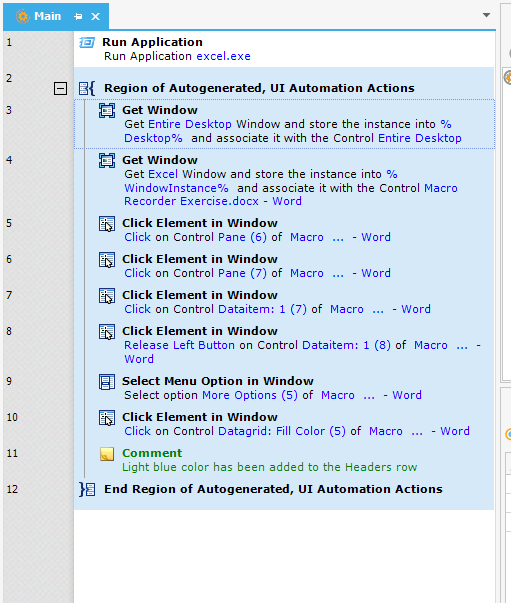 Main
1
Run Application
Run Application excel.exe
2
Region of Autogenerated, UI Automation Actions
3
Get Window
Get Entire Desktop Window and store the instance into %
Desktop% and associate it with the Control Entire Desktop
4
Get Window
Get Excel Window and store the instance into %
WindowInstance% and associate it with the Control Macro
Recorder Exercise.docx - Word
5
Click Element in Window
Click on Control Pane (6) of Macro ... - Word
6
Click Element in Window
Click on Control Pane (7) of Macro ... - Word
7
Click Element in Window
Click on Control Dataitem: 1 (7) of Macro ... - Word
8
Click Element in Window
Release Left Button on Control Dataitem: 1 (8) of Macro ... -
Word
9
Select Menu Option in Window
Select option More Options (5) of Macro ... - Word
10
Click Element in Window
Click on Control Datagrid: Fill Color (5) of Macro ... - Word
11
Comment
Light blue color has been added to the Headers row
12
End Region of Autogenerated, UI Automation Actions